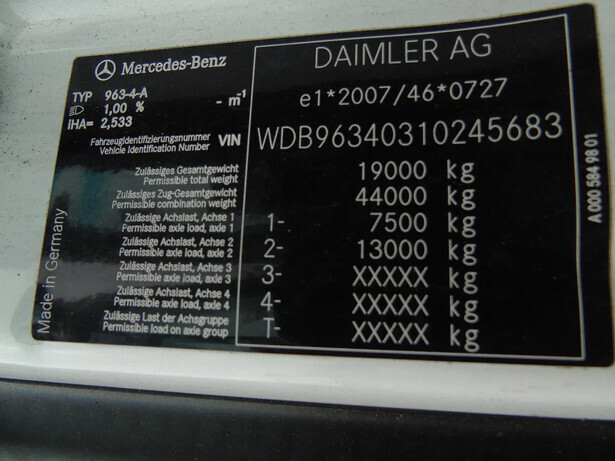 Mercedes-Benz
DAIMLER AG
TYP 963-4-A
1,00 % - m⁻¹
e1*2007/46*0727
iHA= 2,533
Fahrzeugidentifizierungsnummer
Vehicle Identification Number VIN WDB96340310245683
Zulässiges Gesamtgewicht
Permissible total weight 19000 kg
Zulässiges Zug-Gesamtgewicht
Permissible combination weight 44000 kg
Zulässige Achslast, Achse 1
Permissible axle load, axle 1 1- 7500 kg
Zulässige Achslast, Achse 2
Permissible axle load, axle 2 2- 13000 kg
Zulässige Achslast, Achse 3
Permissible axle load, axle 3 3- XXXXX kg
Zulässige Achslast, Achse 4
Permissible axle load, axle 4 4- XXXXX kg
Zulässige Last der Achsgruppe
Permissible load on axle group T- XXXXX kg
Made in Germany
A 000 584 98 01